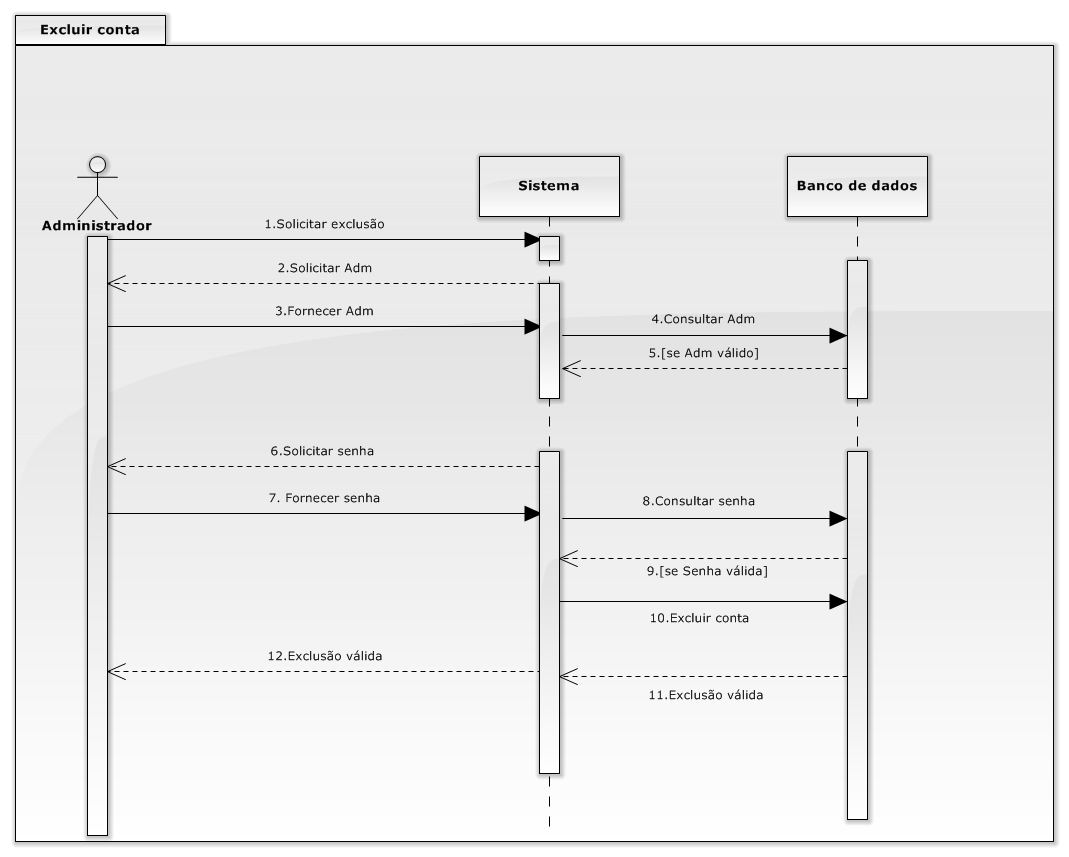 Excluir conta
Administrador
Sistema
Banco de dados
1.Solicitar exclusão
2.Solicitar Adm
3.Fornecer Adm
4.Consultar Adm
5.[se Adm válido]
6.Solicitar senha
7. Fornecer senha
8.Consultar senha
9.[se Senha válida]
10.Excluir conta
12.Exclusão válida
11.Exclusão válida